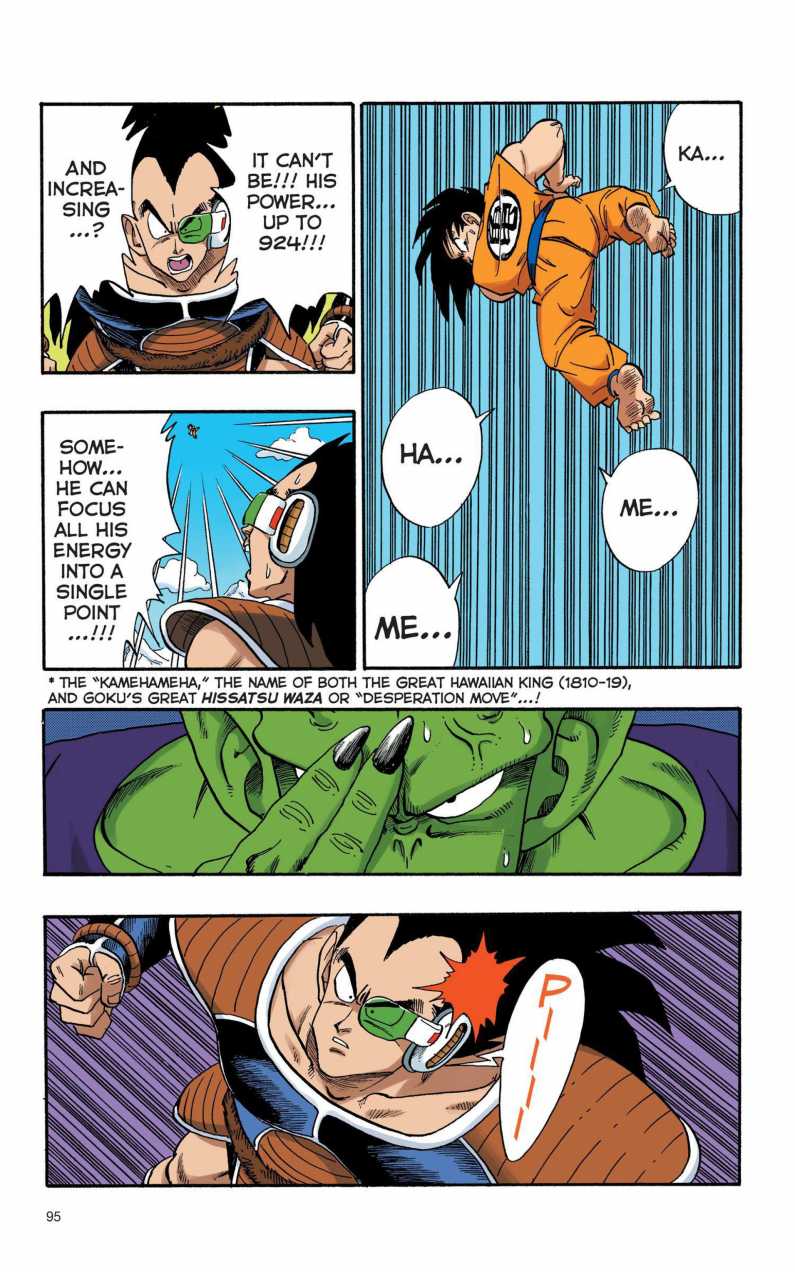 KA...
ME...
HA...
ME...
IT CAN'T
BE!!! HIS
POWER...
UP TO
924!!!
AND
INCREA-
SING
...?
SOME-
HOW...
HE CAN
FOCUS
ALL HIS
ENERGY
INTO A
SINGLE
POINT
...!!!
* THE "KAMEHAMEHA," THE NAME OF BOTH THE GREAT HAWAIIAN KING (1810-19),
AND GOKU'S GREAT HISSATSU WAZA OR "DESPERATION MOVE"...!
PIIIII
95